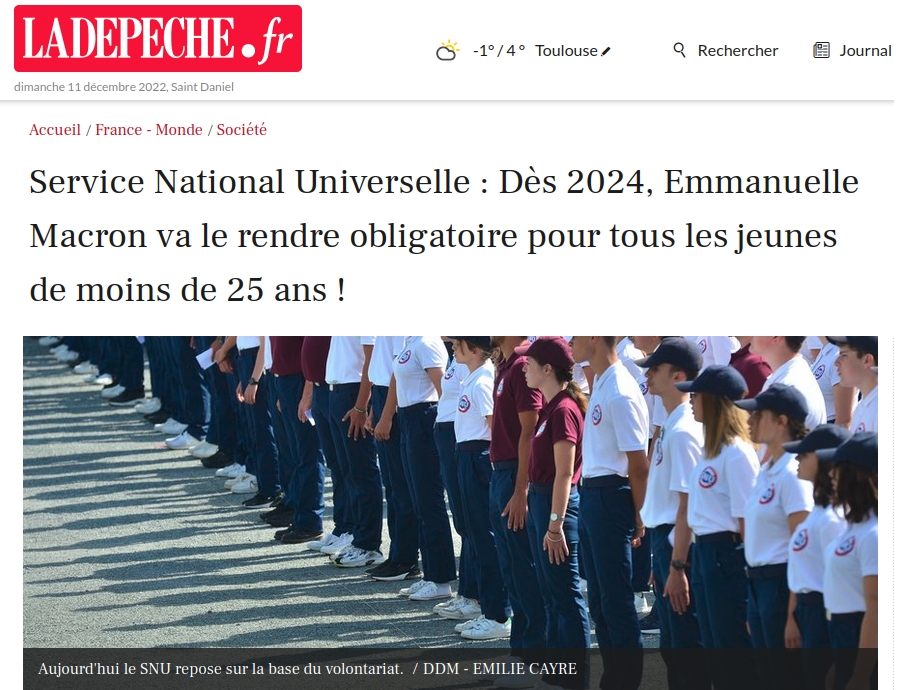 LADEPECHE.fr
-1° / 4 ° Toulouse
Rechercher
Journal
dimanche 11 décembre 2022, Saint Daniel
Accueil / France - Monde / Société
Service National Universelle : Dès 2024, Emmanuelle
Macron va le rendre obligatoire pour tous les jeunes
de moins de 25 ans !
Aujourd'hui le SNU repose sur la base du volontariat. / DDM - EMILIE CAYRE